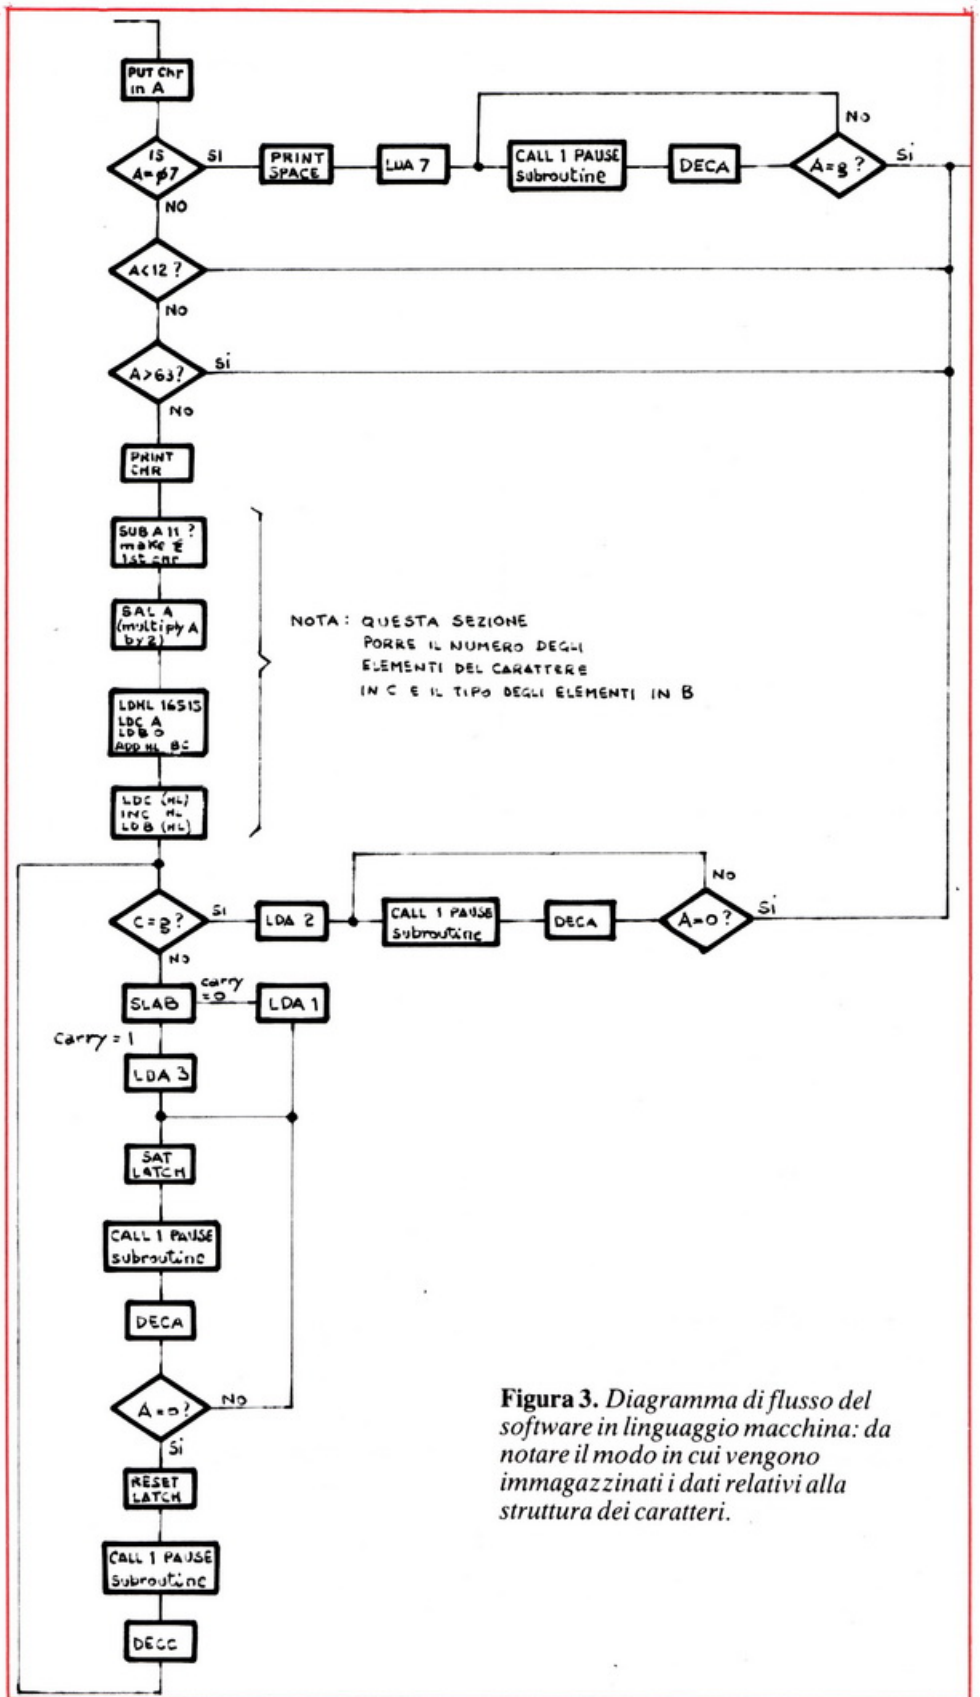 PUT Chr
in A
IS
A=φ7
SI
PRINT
SPACE
LDA 7
CALL 1 PAUSE
subroutine
DECA
A=g?
No
Si
NO
A<12?
NO
A>63?
Si
NO
PRINT
CHR
SUB A 11 ?
make £
1st chr
SAL A
(multiply A
by 2)
LDHL 16515
LDC A
LDB 0
ADD HL BC
LDC (HL)
INC HL
LDB (HL)
NOTA: QUESTA SEZIONE
PORRE IL NUMERO DEGLI
ELEMENTI DEL CARATTERE
IN C E IL TIPO DEGLI ELEMENTI IN B
C=g?
Si
LDA 2
CALL 1 PAUSE
subroutine
DECA
A=0?
No
Si
NO
SLAB
carry
=0
LDA 1
Carry = 1
LDA 3
SAT
LATCH
CALL 1 PAUSE
subroutine
DECA
A=0?
No
Si
RESET
LATCH
CALL 1 PAUSE
subroutine
DECC
Figura 3. Diagramma di flusso del
software in linguaggio macchina: da
notare il modo in cui vengono
immagazzinati i dati relativi alla
struttura dei caratteri.